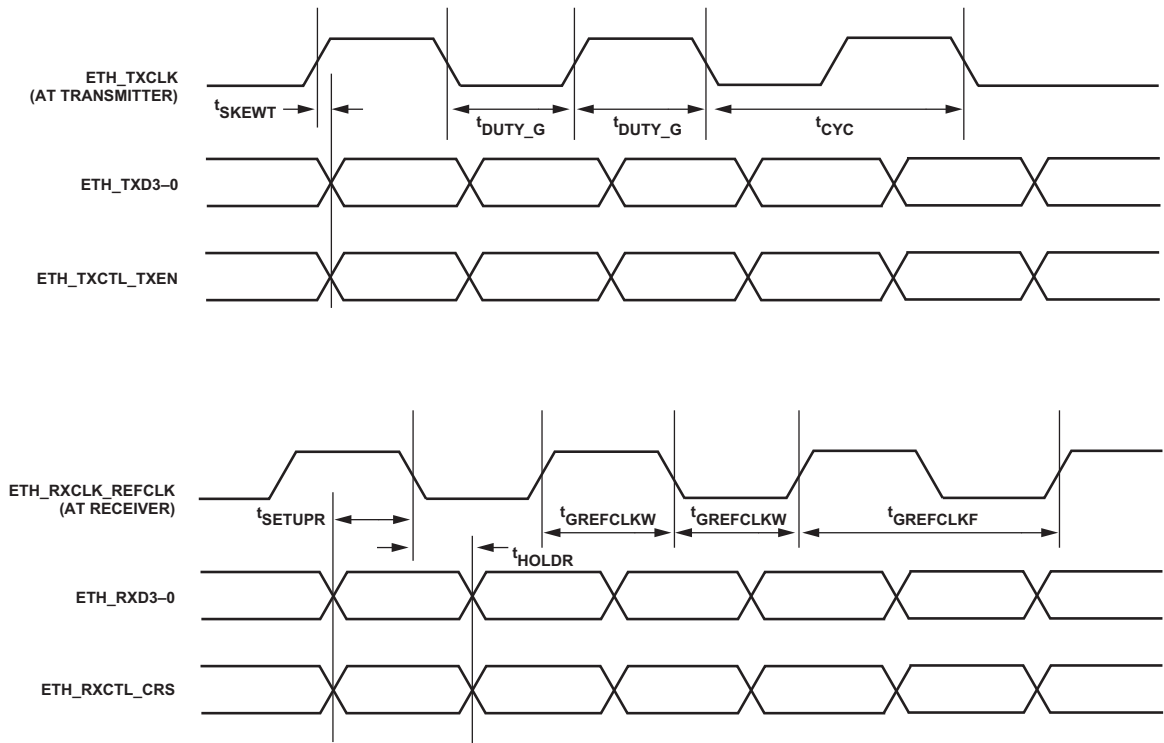 ETH_TXCLK
(AT TRANSMITTER)
tSKEWT
tDUTY_G
tDUTY_G
tCYC
ETH_TXD3–0
ETH_TXCTL_TXEN
ETH_RXCLK_REFCLK
(AT RECEIVER)
tSETUPR
tGREFCLKW
tGREFCLKW
tGREFCLKF
tHOLDR
ETH_RXD3–0
ETH_RXCTL_CRS